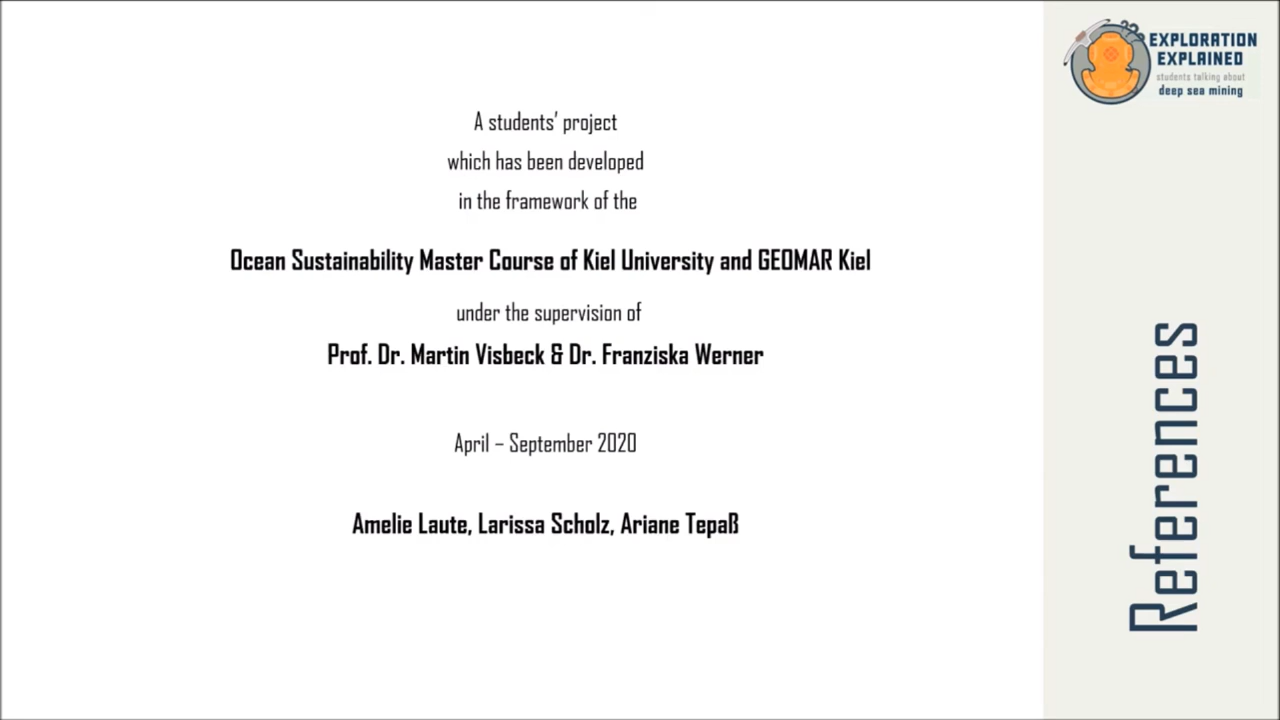 A students' project
which has been developed
in the framework of the
Ocean Sustainability Master Course of Kiel University and GEOMAR Kiel
under the supervision of
Prof. Dr. Martin Visbeck & Dr. Franziska Werner
April – September 2020
Amelie Laute, Larissa Scholz, Ariane Tepaß
EXPLORATION
EXPLAINED
students talking about
deep sea mining
References